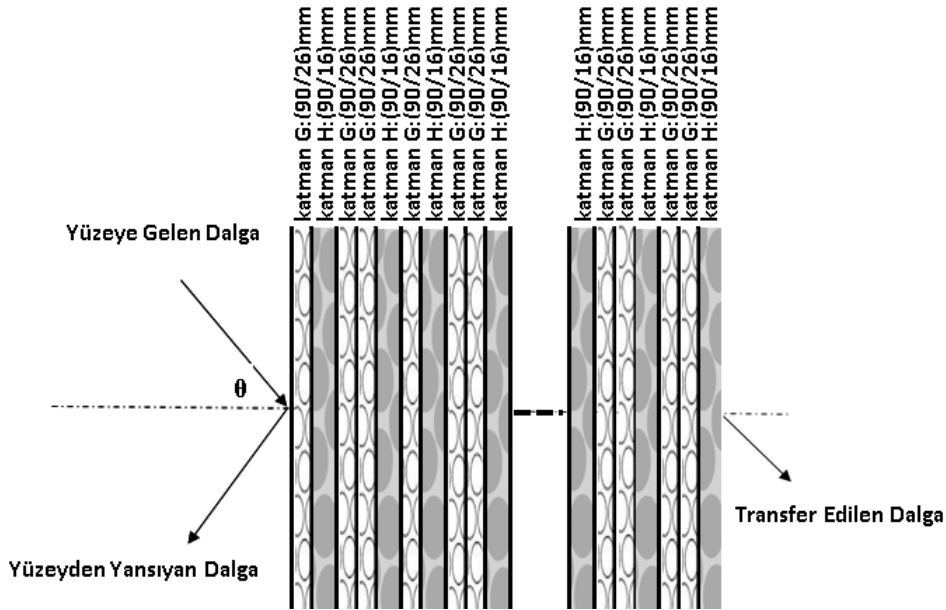 katman G:(90/26)mm
katman H:(90/16)mm
katman G:(90/26)mm
katman G:(90/26)mm
katman H:(90/16)mm
katman G:(90/26)mm
katman H:(90/16)mm
katman G:(90/26)mm
katman G:(90/26)mm
katman H:(90/16)mm
katman H:(90/16)mm
katman G:(90/26)mm
katman G:(90/26)mm
katman H:(90/16)mm
katman G:(90/26)mm
katman G:(90/26)mm
katman H:(90/16)mm
Yüzeye Gelen Dalga
θ
Transfer Edilen Dalga
Yüzeyden Yansıyan Dalga